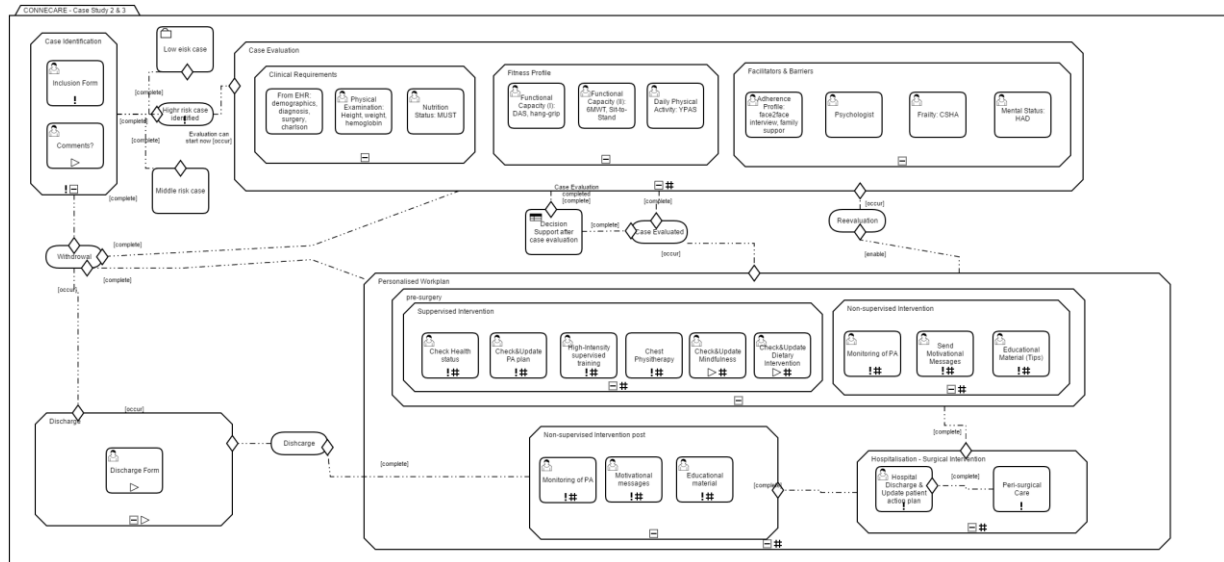 CONNECARE - Case Study 2 & 3
Case Identification
Inclusion Form
Comments?
Low eisk case
[complete]
Highr risk case
identified
[complete]
[complete]
[complete]
Evaluation can
start now [occur]
Middle risk case
[complete]
Case Evaluation
Clinical Requirements
From EHR:
demographics,
diagnosis,
surgery,
charlson
Physical
examination:
Height, weight,
hemoglobin
Nutrition
Status: MUST
Fitness Profile
Functional
Capacity (I):
DAS, hang-grip
Functional
Capacity (II):
6MWT, Sit-to-
Stand
Daily Physical
Activity: YPAS
Facilitators & Barriers
Adherence
Profile:
face2face
interview, family
suppor
Psychologist
Frailty: CSHA
Mental Status:
HAD
Case Evaluation
completed
[complete]
[complete]
Decision
Support after
case evaluation
[complete]
Case Evaluated
[occur]
[occur]
Reevaluation
[enable]
Withdrawal
[complete]
[complete]
[occur]
Personalised Workplan
pre-surgery
Suppervised Intervention
Check Health
status
Check&Update
PA plan
High-Intensity
supervised
training
Chest
Physitherapy
Check&Update
Mindfulness
Check&Update
Dietary
Intervention
Non-supervised Intervention
Monitoring of PA
Send
Motivational
Messages
Educational
Material (Tips)
[occur]
Discharge
Discharge Form
Dishcarge
[complete]
Non-supervised Intervention post
Monitoring of PA
Motivational
messages
Educational
material
[complete]
[complete]
Hospitalisation - Surgical Intervention
Hospital
Discharge &
Update patient
action plan
[complete]
Peri-surgical
Care